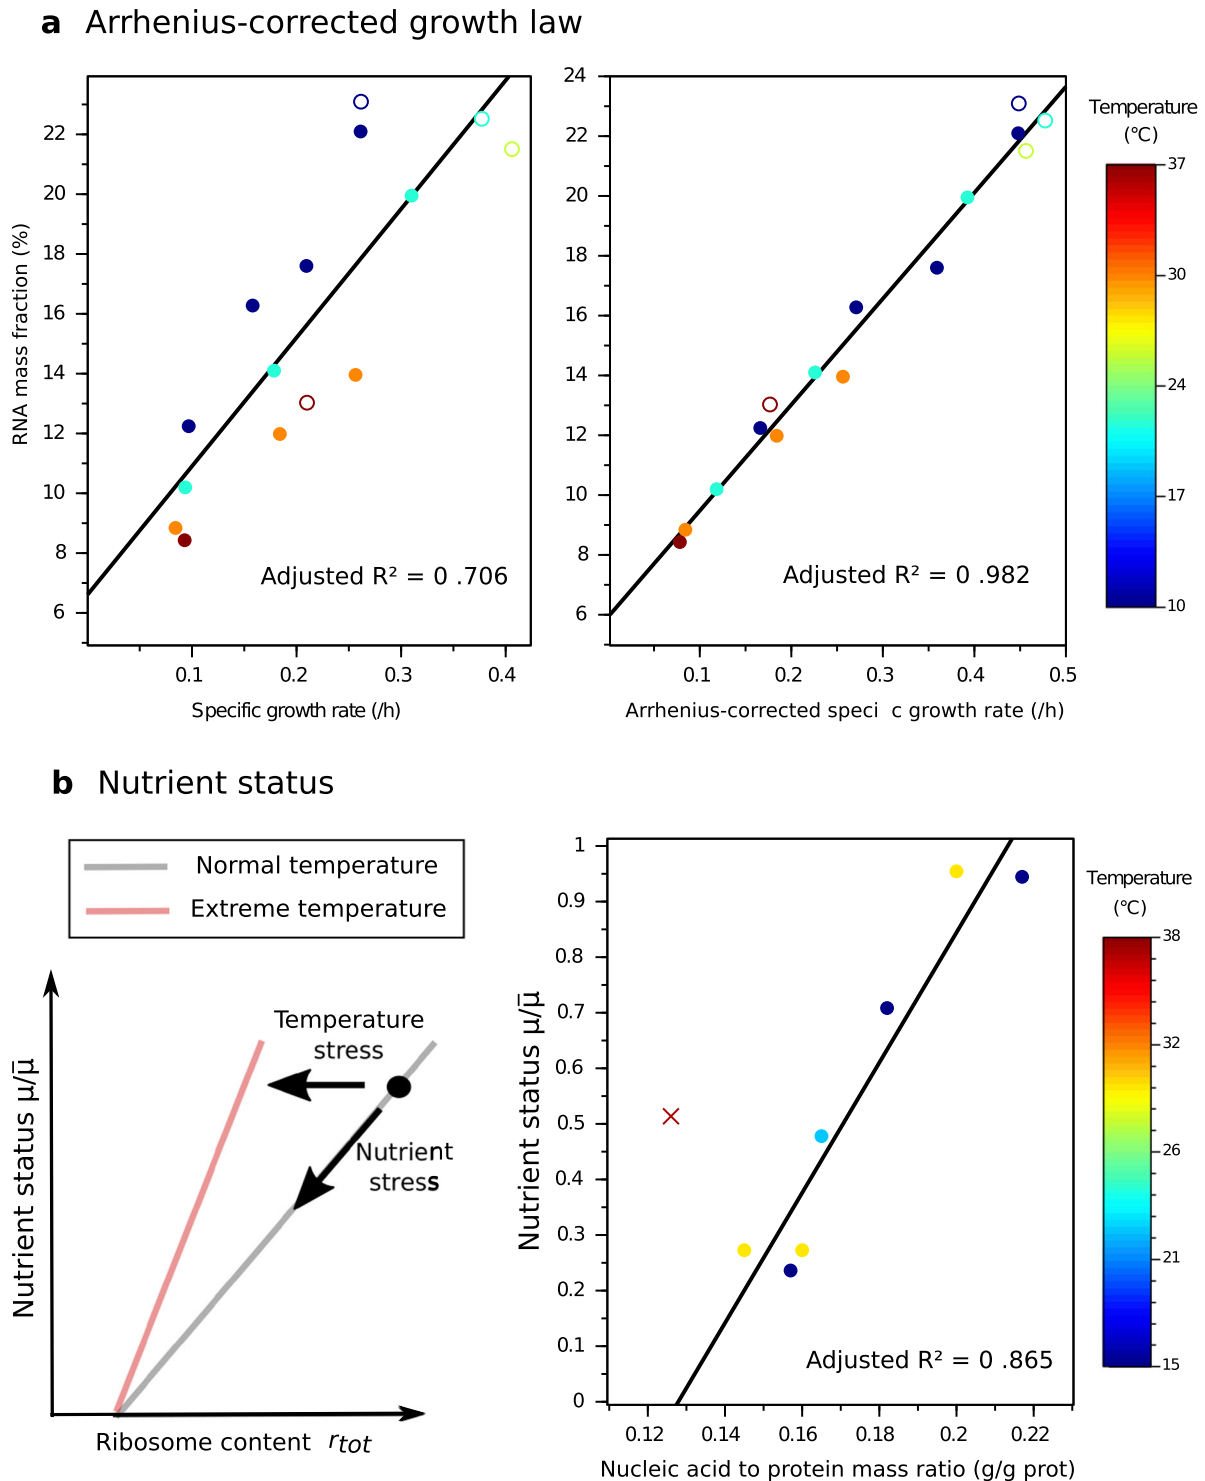 a Arrhenius-corrected growth law
24
22
20
18
16
14
12
10
8
6
RNA mass fraction (%)
22
20
18
16
14
12
10
8
6
Adjusted R² = 0 .706
Adjusted R² = 0 .982
0.1 0.2 0.3 0.4
0.1 0.2 0.3 0.4 0.5
Specific growth rate (/h)
Arrhenius-corrected speci c growth rate (/h)
Temperature
(°C)
37
30
24
17
10
b Nutrient status
Normal temperature
Extreme temperature
Temperature
stress
Nutrient
stress
Nutrient status μ/μ̅
Ribosome content rtot
Nutrient status μ/μ̅
1
0.9
0.8
0.7
0.6
0.5
0.4
0.3
0.2
0.1
0
Adjusted R² = 0 .865
0.12 0.14 0.16 0.18 0.2 0.22
Nucleic acid to protein mass ratio (g/g prot)
Temperature
(°C)
38
32
26
21
15